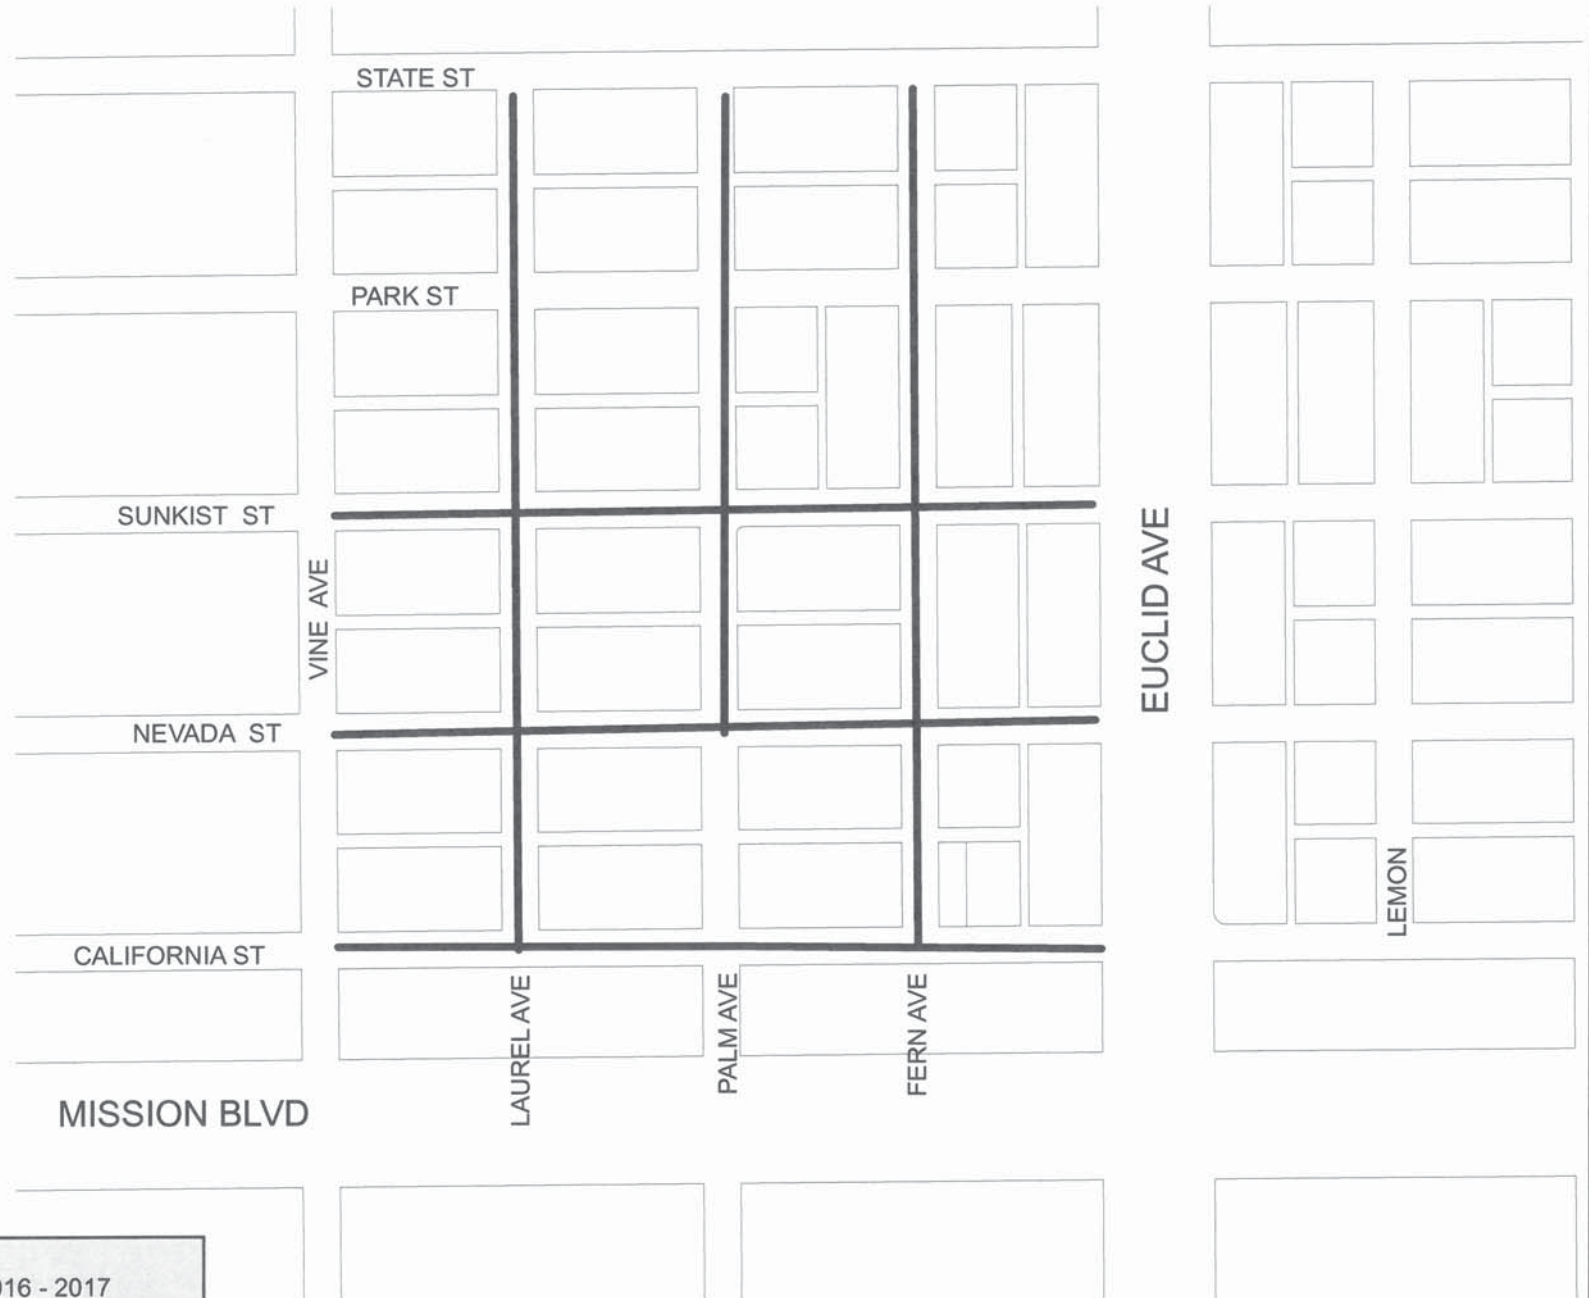 STATE ST
PARK ST
SUNKIST ST
VINE AVE
EUCLID AVE
NEVADA ST
LEMON
CALIFORNIA ST
LAUREL AVE
PALM AVE
FERN AVE
MISSION BLVD
16 - 2017